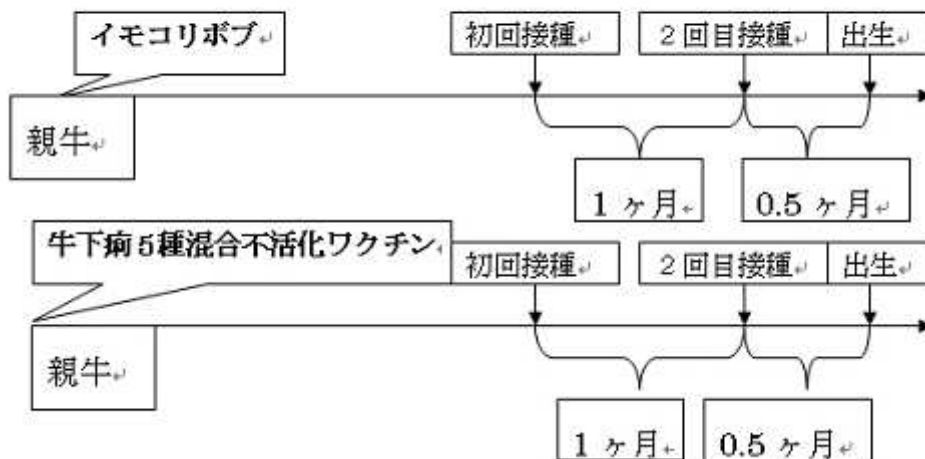 イモコリボブ
初回接種
2回目接種
出生
親牛
1ヶ月
0.5ヶ月
牛下痢5種混合不活化ワクチン
初回接種
2回目接種
出生
親牛
1ヶ月
0.5ヶ月